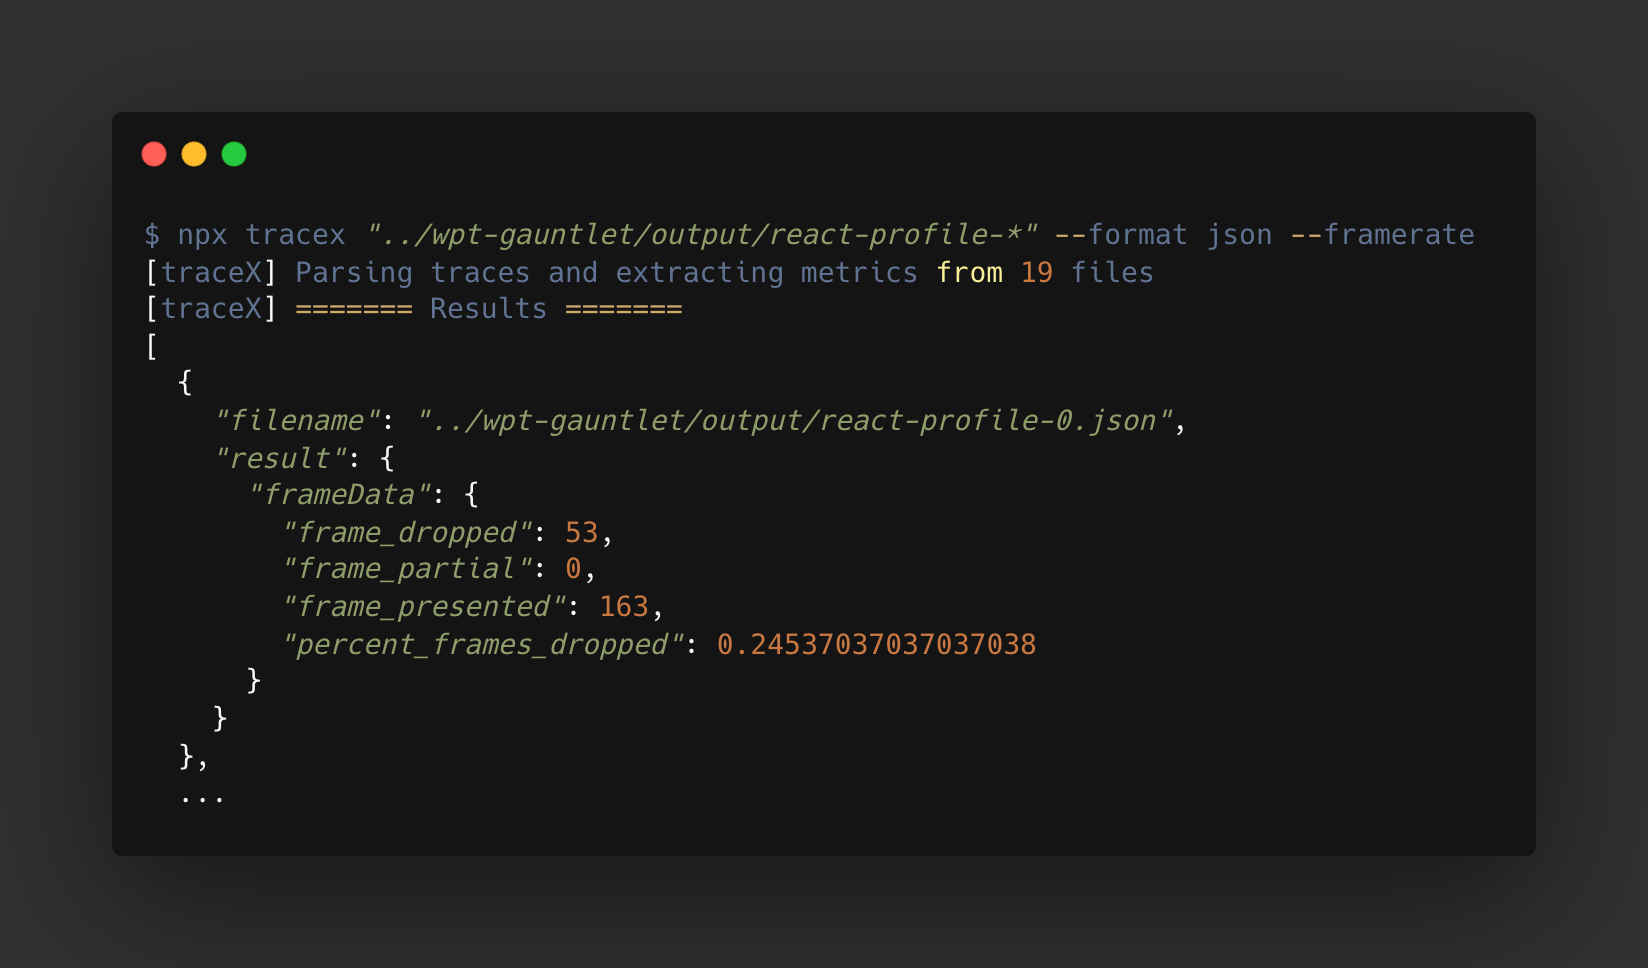 $ npx tracex "../wpt-gauntlet/output/react-profile-*" --format json --framerate
[traceX] Parsing traces and extracting metrics from 19 files
[traceX] ======= Results =======
[
  {
    "filename": "../wpt-gauntlet/output/react-profile-0.json",
    "result": {
      "frameData": {
        "frame_dropped": 53,
        "frame_partial": 0,
        "frame_presented": 163,
        "percent_frames_dropped": 0.24537037037037038
      }
    }
  },
  ...